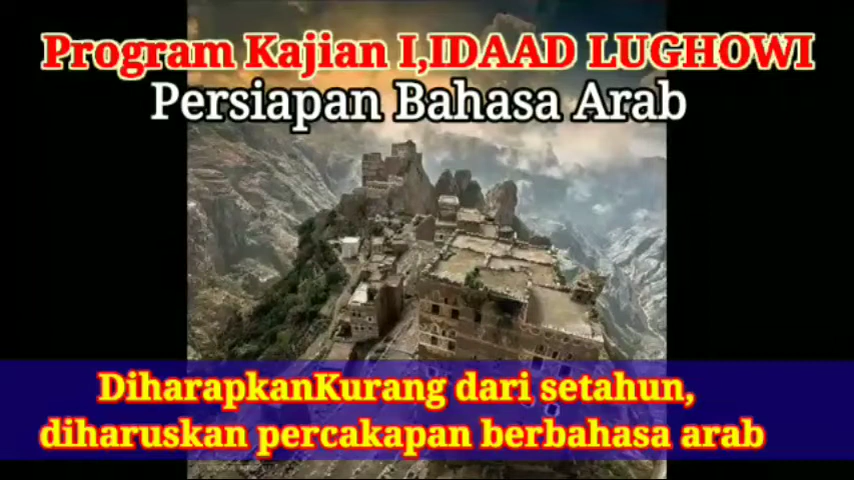 Program Kajian I,IDAAD LUGHOWI
Persiapan Bahasa Arab
DiharapkanKurang dari setahun,
diharuskan percakapan berbahasa arab